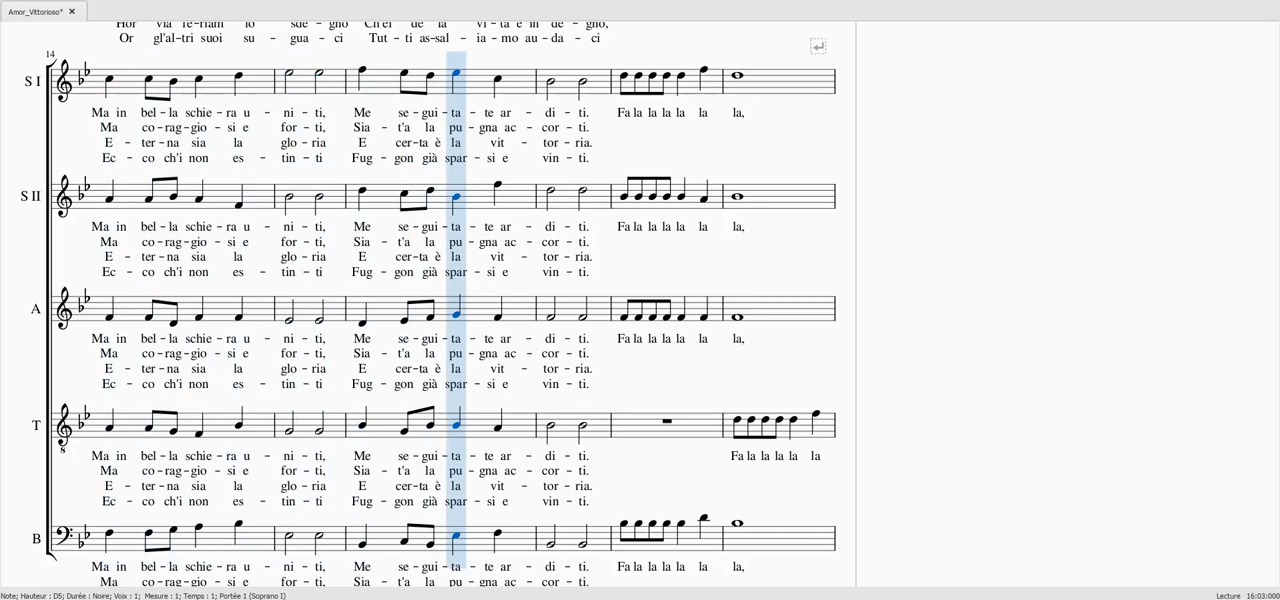 Amor_Vittorioso* ✕
Hor via fe-riam lo sde - gno Ch'el de la vi - ta è in de - gno,
Or gl'al-tri suoi su - gua - ci Tut - ti as-sal - ia - mo au - da - ci
14
S I
Ma in bel - la schie - ra u - ni - ti, Me se - gui - ta - te ar - di - ti. Fa la la la la la la,
Ma co - rag - gio - si e for - ti, Sia - t'a la pu - gna ac - cor - ti.
E - ter - na sia la glo - ria E cer - ta è la vit - tor - ria.
Ec - co ch'i non es - tin - ti Fug - gon già spar - si e vin - ti.
S II
Ma in bel - la schie - ra u - ni - ti, Me se - gui - ta - te ar - di - ti. Fa la la la la la la,
Ma co - rag - gio - si e for - ti, Sia - t'a la pu - gna ac - cor - ti.
E - ter - na sia la glo - ria E cer - ta è la vit - tor - ria.
Ec - co ch'i non es - tin - ti Fug - gon già spar - si e vin - ti.
A
Ma in bel - la schie - ra u - ni - ti, Me se - gui - ta - te ar - di - ti. Fa la la la la la la,
Ma co - rag - gio - si e for - ti, Sia - t'a la pu - gna ac - cor - ti.
E - ter - na sia la glo - ria E cer - ta è la vit - tor - ria.
Ec - co ch'i non es - tin - ti Fug - gon già spar - si e vin - ti.
T
8
Ma in bel - la schie - ra u - ni - ti, Me se - gui - ta - te ar - di - ti. Fa la la la la la
Ma co - rag - gio - si e for - ti, Sia - t'a la pu - gna ac - cor - ti.
E - ter - na sia la glo - ria E cer - ta è la vit - tor - ria.
Ec - co ch'i non es - tin - ti Fug - gon già spar - si e vin - ti.
B
Ma in bel - la schie - ra u - ni - ti, Me se - gui - ta - te ar - di - ti. Fa la la la la la la,
Ma co - rag - gio - si e for - ti, Sia - t'a la pu - gna ac - cor - ti.
Note; Hauteur : D5; Durée : Noire; Voix : 1; Mesure : 1; Temps : 1; Portée 1 (Soprano I) Lecture 16:03:000